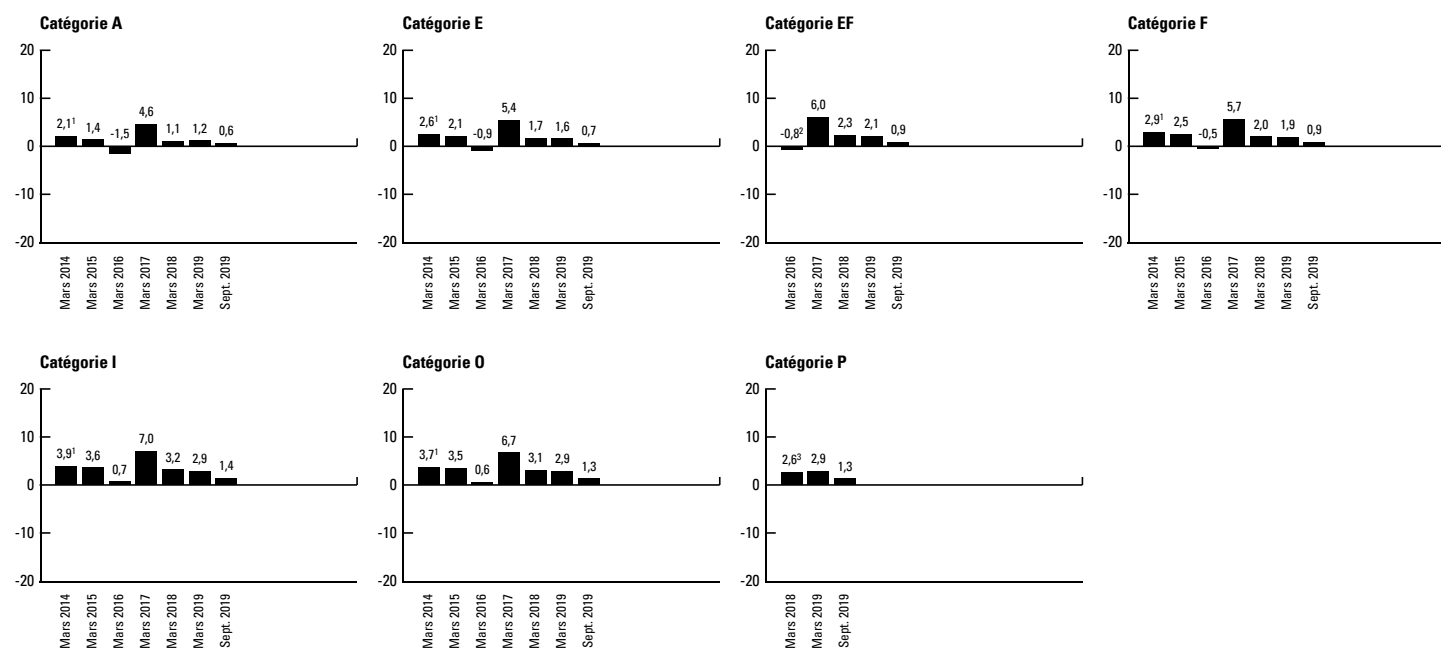 Catégorie A
20
10
0
-10
-20
2,1¹
1,4
-1,5
4,6
1,1
1,2
0,6
Mars 2014
Mars 2015
Mars 2016
Mars 2017
Mars 2018
Mars 2019
Sept. 2019
Catégorie E
20
10
0
-10
-20
2,6¹
2,1
-0,9
5,4
1,7
1,6
0,7
Mars 2014
Mars 2015
Mars 2016
Mars 2017
Mars 2018
Mars 2019
Sept. 2019
Catégorie EF
20
10
0
-10
-20
-0,8²
6,0
2,3
2,1
0,9
Mars 2016
Mars 2017
Mars 2018
Mars 2019
Sept. 2019
Catégorie F
20
10
0
-10
-20
2,9¹
2,5
-0,5
5,7
2,0
1,9
0,9
Mars 2014
Mars 2015
Mars 2016
Mars 2017
Mars 2018
Mars 2019
Sept. 2019
Catégorie I
20
10
0
-10
-20
3,9¹
3,6
0,7
7,0
3,2
2,9
1,4
Mars 2014
Mars 2015
Mars 2016
Mars 2017
Mars 2018
Mars 2019
Sept. 2019
Catégorie O
20
10
0
-10
-20
3,7¹
3,5
0,6
6,7
3,1
2,9
1,3
Mars 2014
Mars 2015
Mars 2016
Mars 2017
Mars 2018
Mars 2019
Sept. 2019
Catégorie P
20
10
0
-10
-20
2,6³
2,9
1,3
Mars 2018
Mars 2019
Sept. 2019